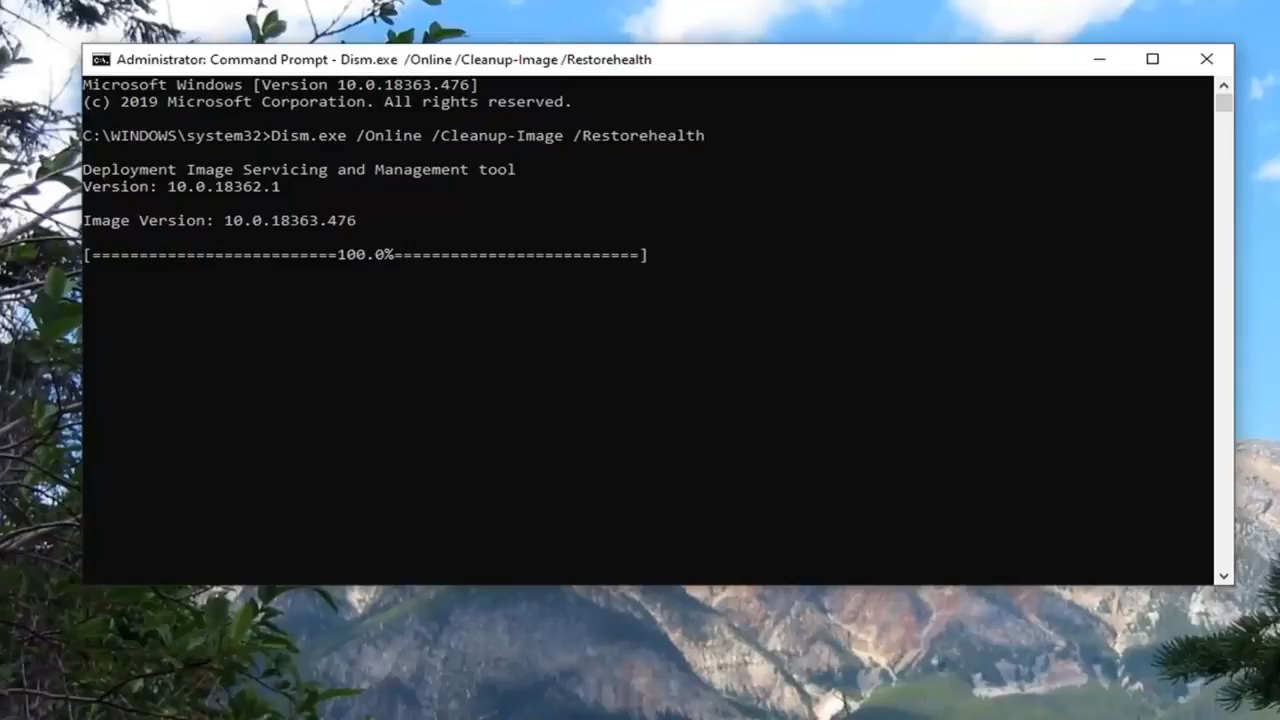 Administrator: Command Prompt - Dism.exe  /Online /Cleanup-Image /Restorehealth
Microsoft Windows [Version 10.0.18363.476]
(c) 2019 Microsoft Corporation. All rights reserved.
C:\WINDOWS\system32>Dism.exe /Online /Cleanup-Image /Restorehealth
Deployment Image Servicing and Management tool
Version: 10.0.18362.1
Image Version: 10.0.18363.476
[==========================100.0%==========================]